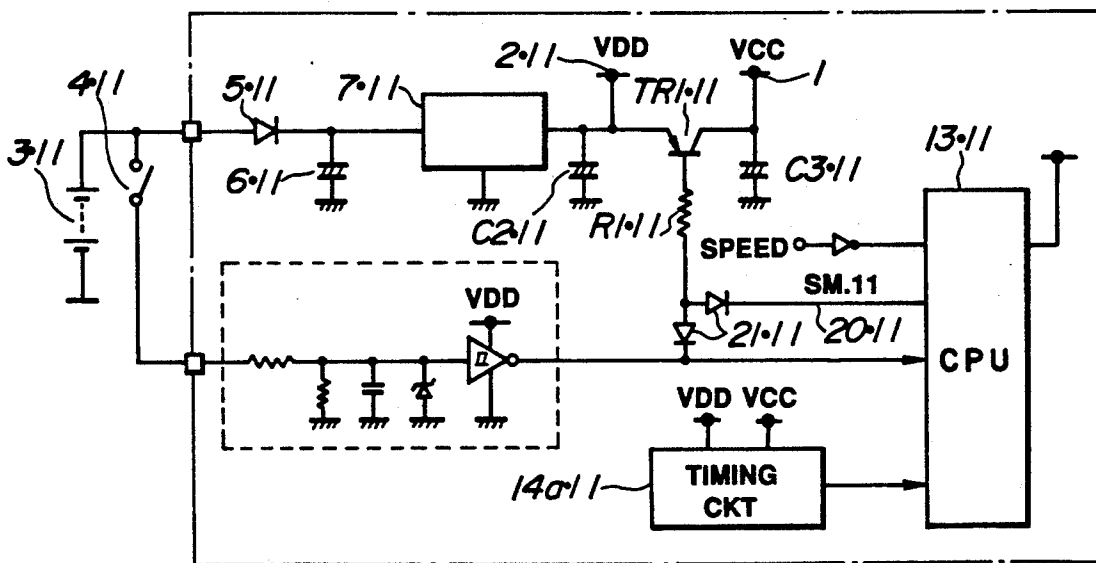 2·11
VDD
VCC
4·11
5·11
7·11
TR1·11
1
3·11
13·11
6·11
C3·11
C2·11
R1·11
SPEED
SM.11
VDD
21·11
20·11
CPU
VDD
VCC
14a·11
TIMING
CKT